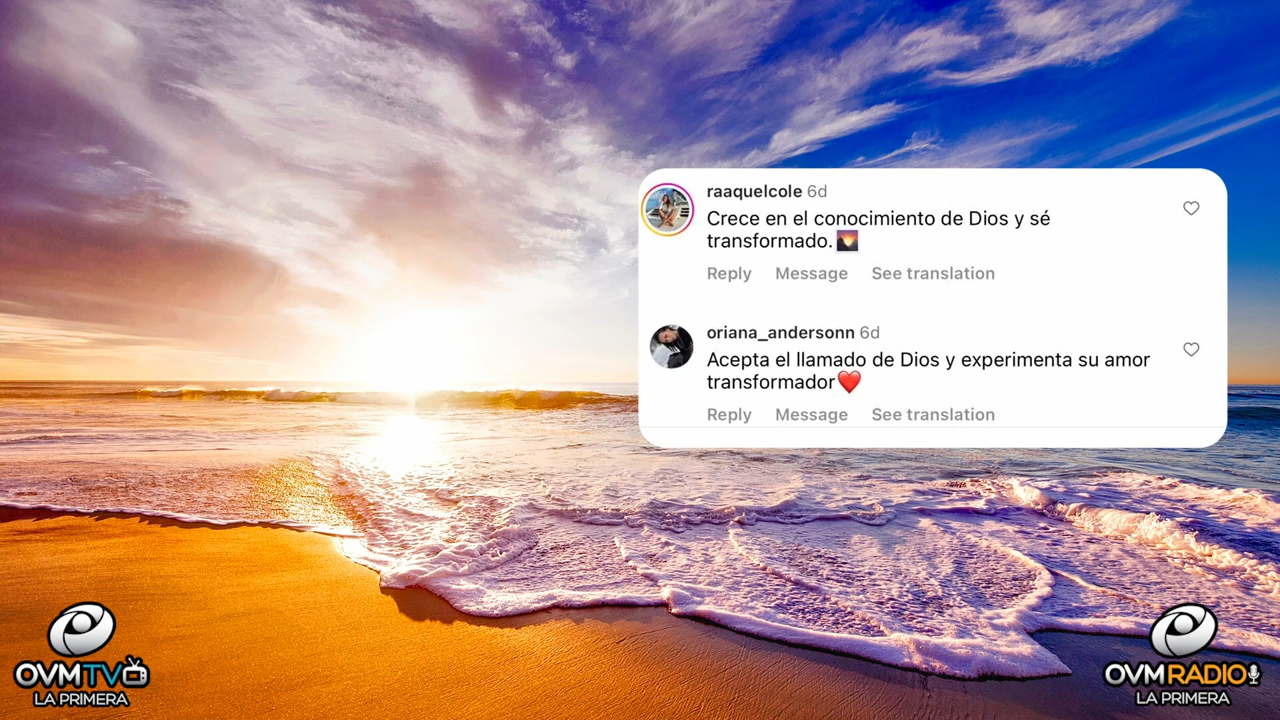 raaquelcole 6d
Crece en el conocimiento de Dios y sé
transformado.🌄
Reply Message See translation
oriana_andersonn 6d
Acepta el llamado de Dios y experimenta su amor
transformador❤️
Reply Message See translation
OVMTV
LA PRIMERA
OVMRADIO
LA PRIMERA